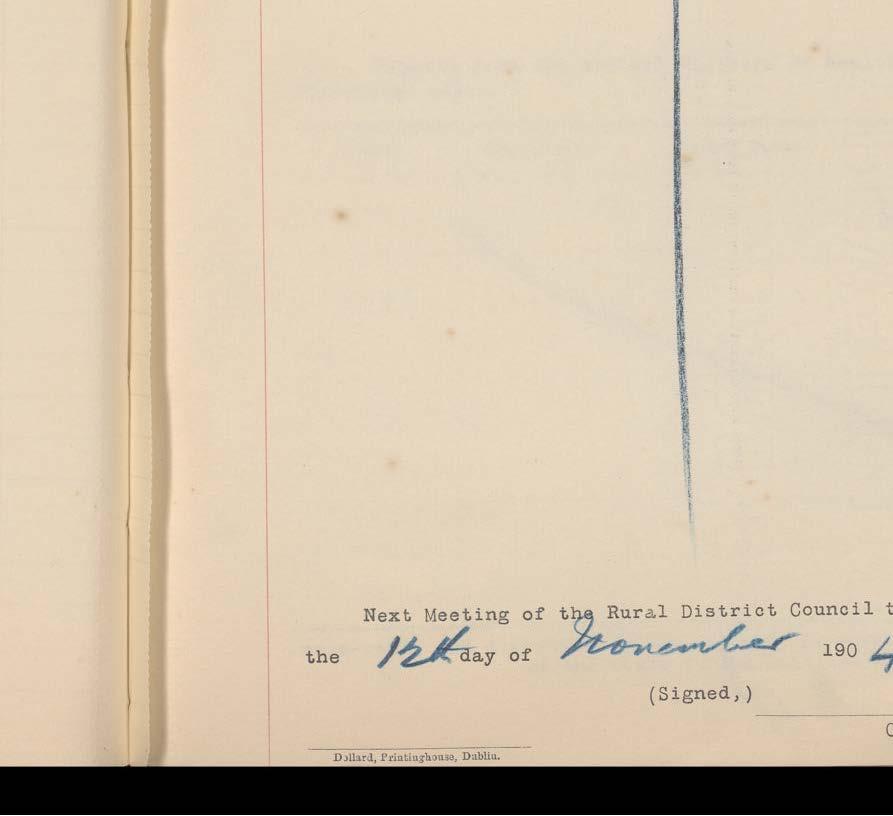 Next Meeting of the Rural District Council t
the 12th day of November 190 4
(Signed,)
C
Dollard, Printinghouse, Dublin.